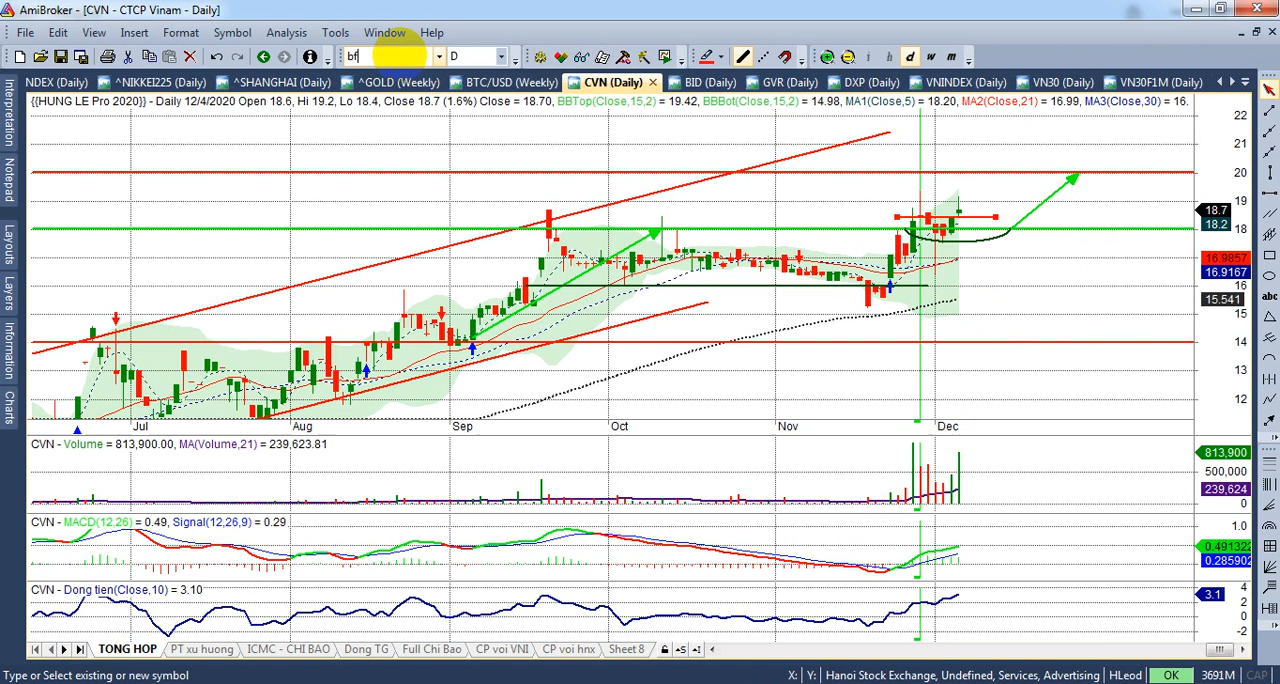 AmiBroker - [CVN - CTCP Vinam - Daily]
File Edit View Insert Format Symbol Analysis Tools Window Help
bf D i h d w m
NDEX (Daily) ^NIKKEI225 (Daily) ^SHANGHAI (Daily) ^GOLD (Weekly) BTC/USD (Weekly) CVN (Daily) BID (Daily) GVR (Daily) DXP (Daily) VNINDEX (Daily) VN30 (Daily) VN30F1M (Daily)
{{HUNG LE Pro 2020}} - Daily 12/4/2020 Open 18.6, Hi 19.2, Lo 18.4, Close 18.7 (1.6%) Close = 18.70, BBTop(Close,15,2) = 19.42, BBBot(Close,15,2) = 14.98, MA1(Close,5) = 18.20, MA2(Close,21) = 16.99, MA3(Close,30) = 16.
Interpretation
Notepad
Layouts
Layers
Information
Charts
abc
22
21
20
19
18.7
18.2
18
16.9857
16.9167
16
15.541
15
14
13
12
Jul Aug Sep Oct Nov Dec
CVN - Volume = 813,900.00, MA(Volume,21) = 239,623.81
813,900
500,000
239,624
0
CVN - MACD(12,26) = 0.49, Signal(12,26,9) = 0.29
1.0
0.491322
0.285902
CVN - Dong tien(Close,10) = 3.10
4
3.1
2
0
-2
TONG HOP PT xu huong ICMC - CHI BAO Dong TG Full Chi Bao CP voi VNI CP voi hnx Sheet 8
Type or Select existing or new symbol X: Y: Hanoi Stock Exchange, Undefined, Services, Advertising HLeod OK 3691M CAP